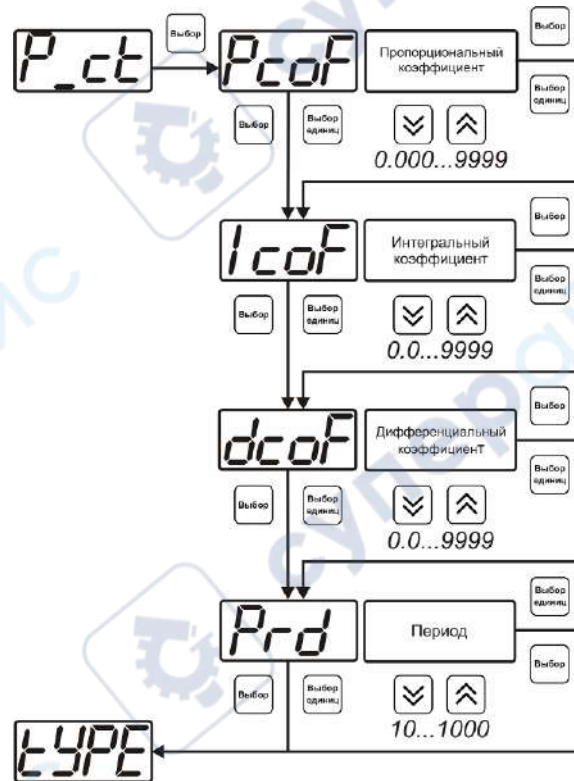 Выбор
P_ct
PcoF
Пропорциональный
коэффициент
Выбор
Выбор
единиц
Выбор
Выбор
единиц
0.000...9999
IcoF
Интегральный
коэффициент
Выбор
Выбор
единиц
Выбор
Выбор
единиц
0.0...9999
dcoF
Дифференциальный
коэффициент
Выбор
Выбор
единиц
Выбор
Выбор
единиц
0.0...9999
Prd
Период
Выбор
единиц
Выбор
Выбор
Выбор
единиц
10...1000
tYPE